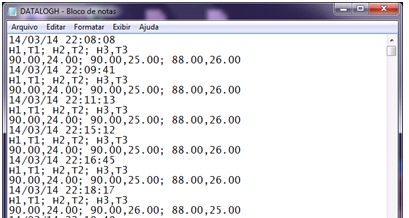 DATALOGH - Bloco de notas
Arquivo Editar Formatar Exibir Ajuda
14/03/14 22:08:08
H1,T1; H2,T2; H3,T3
90.00,24.00; 90.00,25.00; 88.00,26.00
14/03/14 22:09:41
H1,T1; H2,T2; H3,T3
90.00,24.00; 90.00,25.00; 88.00,26.00
14/03/14 22:11:13
H1,T1; H2,T2; H3,T3
90.00,24.00; 90.00,25.00; 88.00,26.00
14/03/14 22:15:12
H1,T1; H2,T2; H3,T3
90.00,24.00; 90.00,25.00; 88.00,26.00
14/03/14 22:16:45
H1,T1; H2,T2; H3,T3
90.00,24.00; 90.00,25.00; 88.00,26.00
14/03/14 22:18:17
H1,T1; H2,T2; H3,T3
90.00,24.00; 90.00,25.00; 88.00,25.00